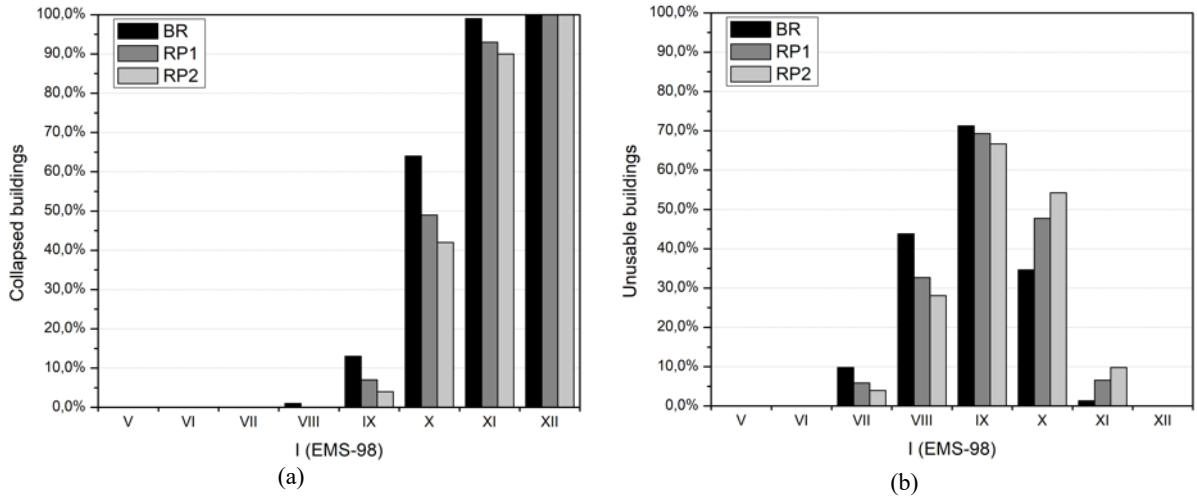 100,0%
90,0%
80,0%
70,0%
60,0%
50,0%
40,0%
30,0%
20,0%
10,0%
0,0%
Collapsed buildings
BR
RP1
RP2
V VI VII VIII IX X XI XII
I (EMS-98)
(a)
100,0%
90,0%
80,0%
70,0%
60,0%
50,0%
40,0%
30,0%
20,0%
10,0%
0,0%
Unusable buildings
BR
RP1
RP2
V VI VII VIII IX X XI XII
I (EMS-98)
(b)